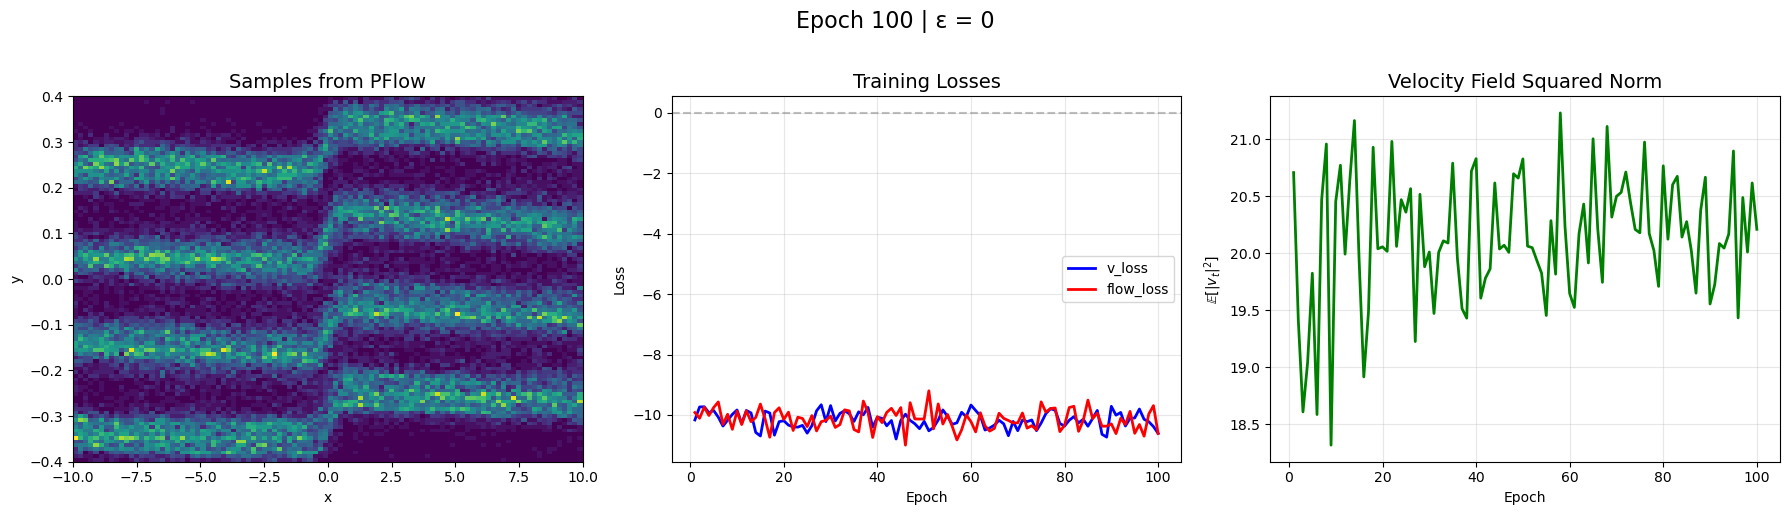 Epoch 100 | ε = 0
Samples from PFlow
0.4
0.3
0.2
0.1
0.0
−0.1
−0.2
−0.3
−0.4
y
−10.0 −7.5 −5.0 −2.5 0.0 2.5 5.0 7.5 10.0
x
Training Losses
0
−2
−4
−6
−8
−10
Loss
v_loss
flow_loss
0 20 40 60 80 100
Epoch
Velocity Field Squared Norm
21.0
20.5
20.0
19.5
19.0
18.5
𝔼[|v_t|²]
0 20 40 60 80 100
Epoch